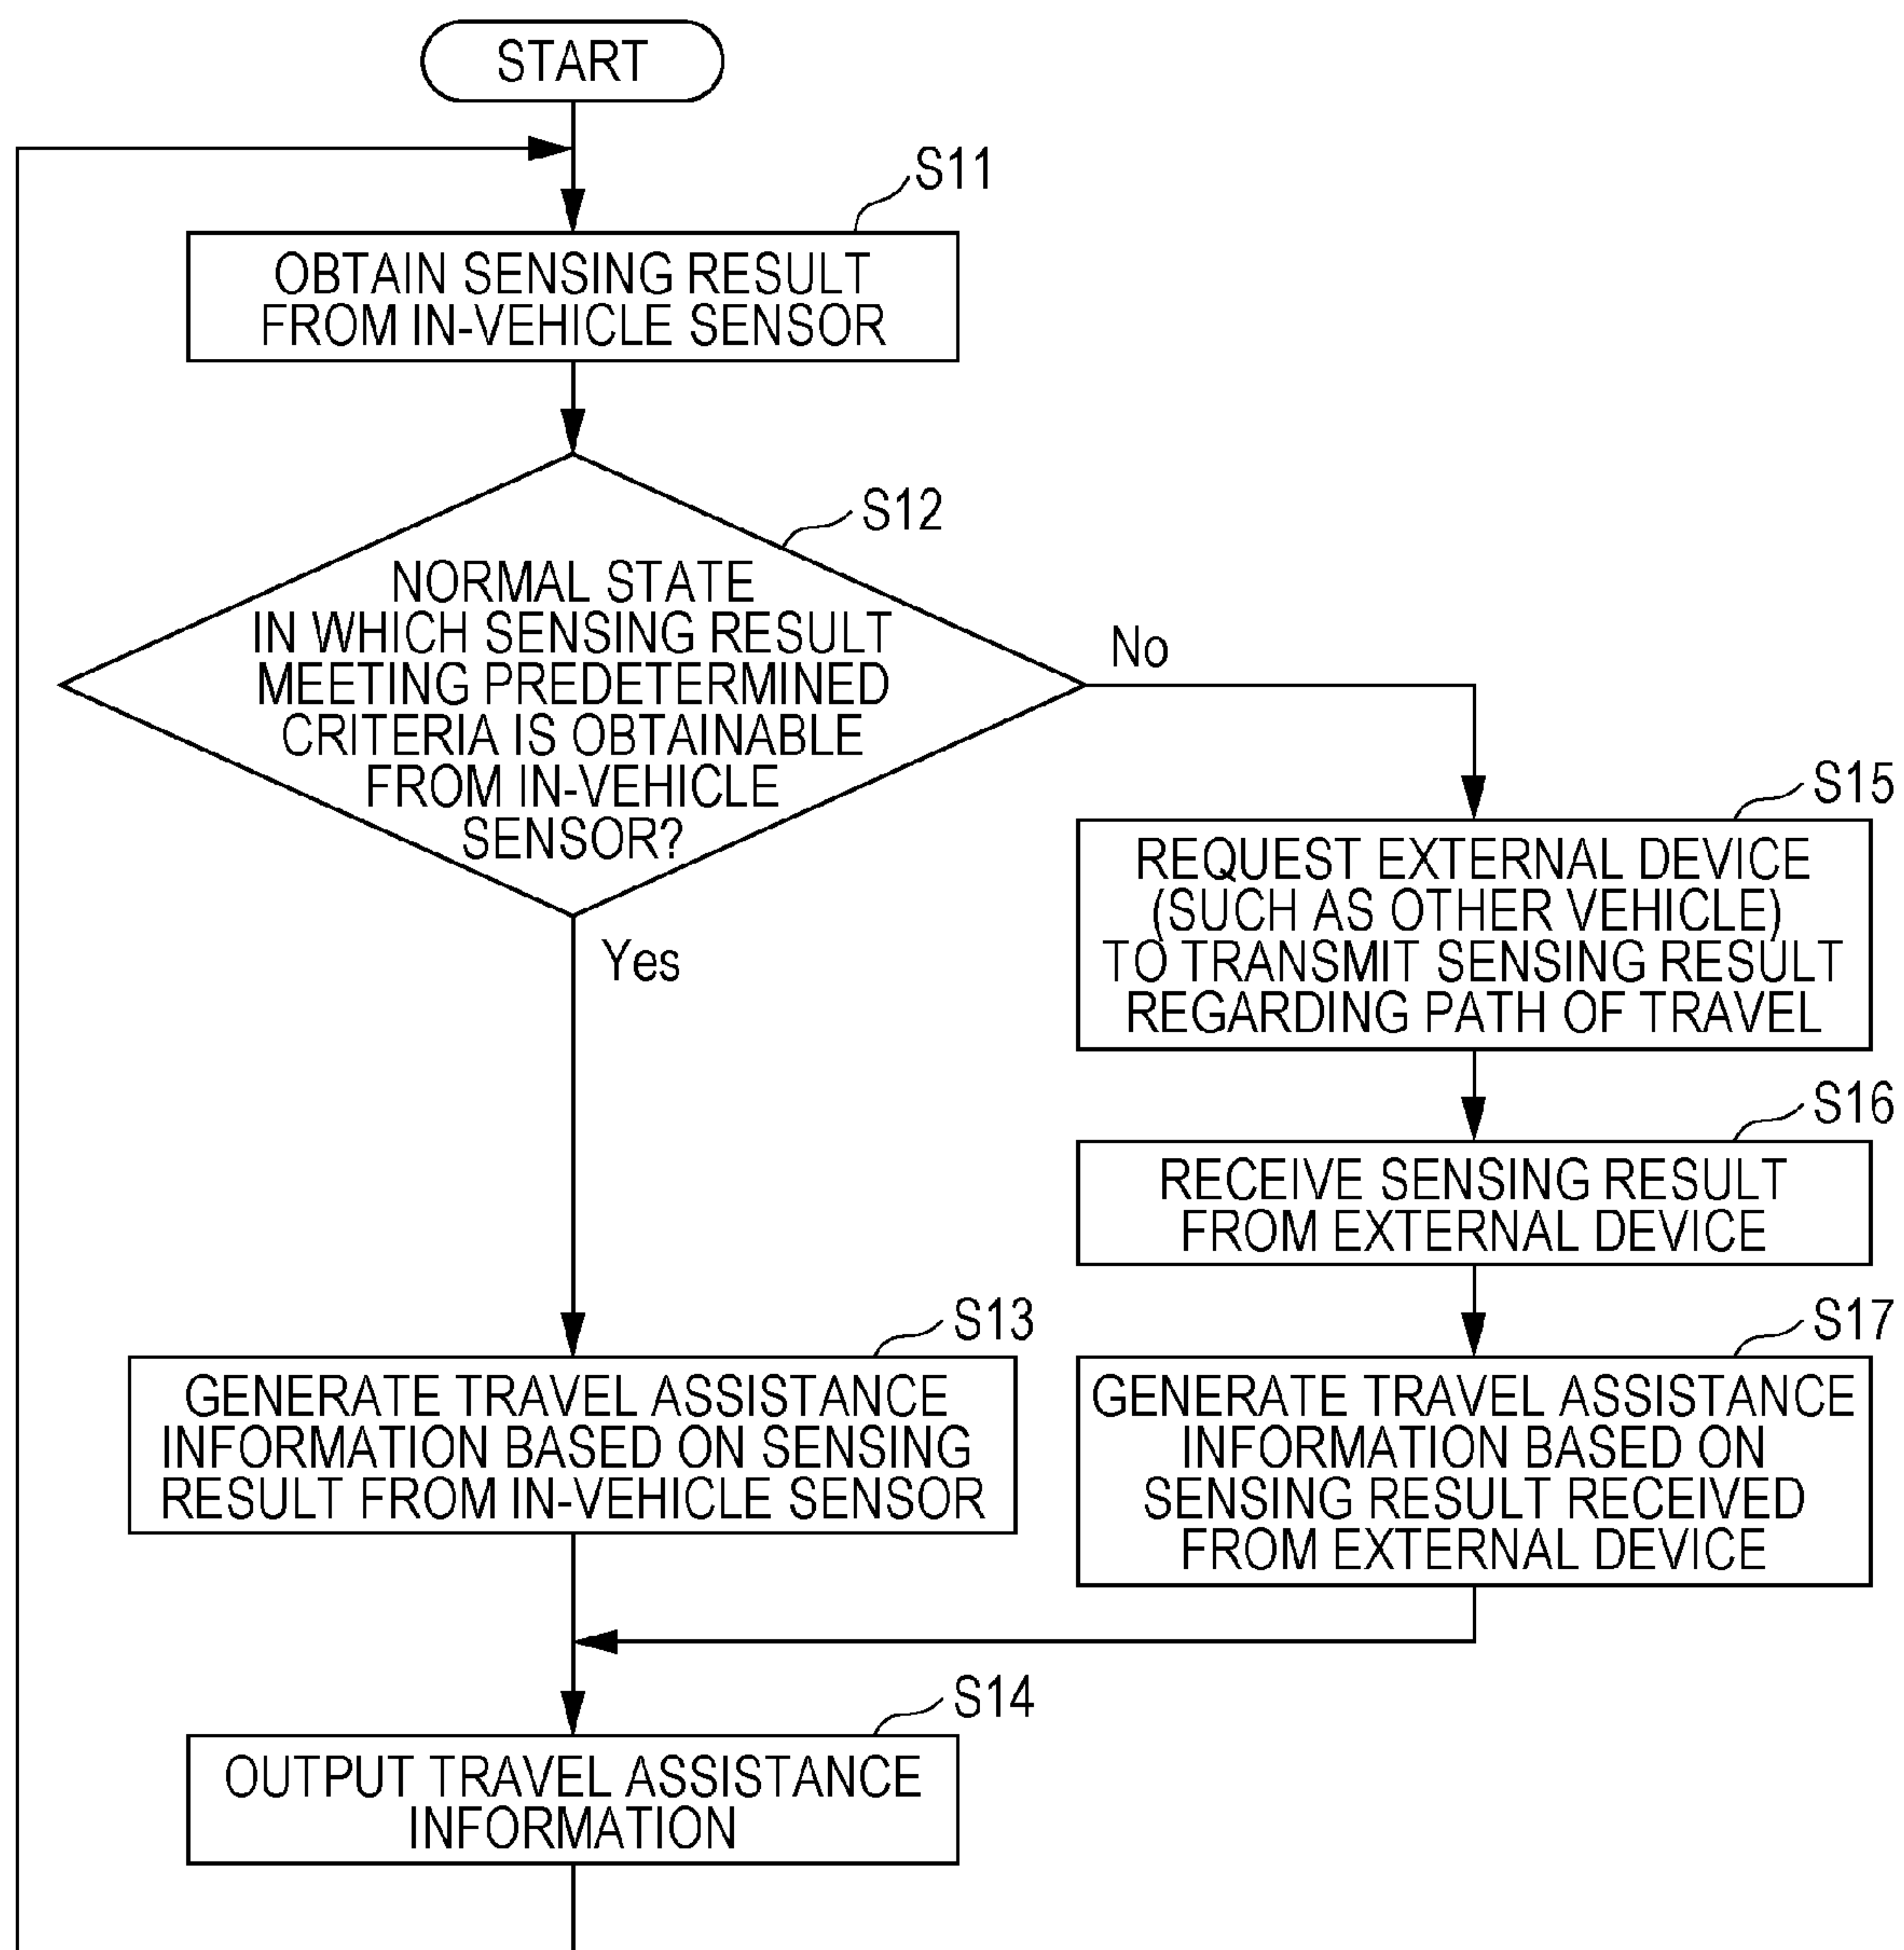 START
S11
OBTAIN SENSING RESULT
FROM IN-VEHICLE SENSOR
S12
NORMAL STATE
IN WHICH SENSING RESULT
MEETING PREDETERMINED
CRITERIA IS OBTAINABLE
FROM IN-VEHICLE
SENSOR?
No
Yes
S15
REQUEST EXTERNAL DEVICE
(SUCH AS OTHER VEHICLE)
TO TRANSMIT SENSING RESULT
REGARDING PATH OF TRAVEL
S16
RECEIVE SENSING RESULT
FROM EXTERNAL DEVICE
S13
GENERATE TRAVEL ASSISTANCE
INFORMATION BASED ON SENSING
RESULT FROM IN-VEHICLE SENSOR
S17
GENERATE TRAVEL ASSISTANCE
INFORMATION BASED ON
SENSING RESULT RECEIVED
FROM EXTERNAL DEVICE
S14
OUTPUT TRAVEL ASSISTANCE
INFORMATION